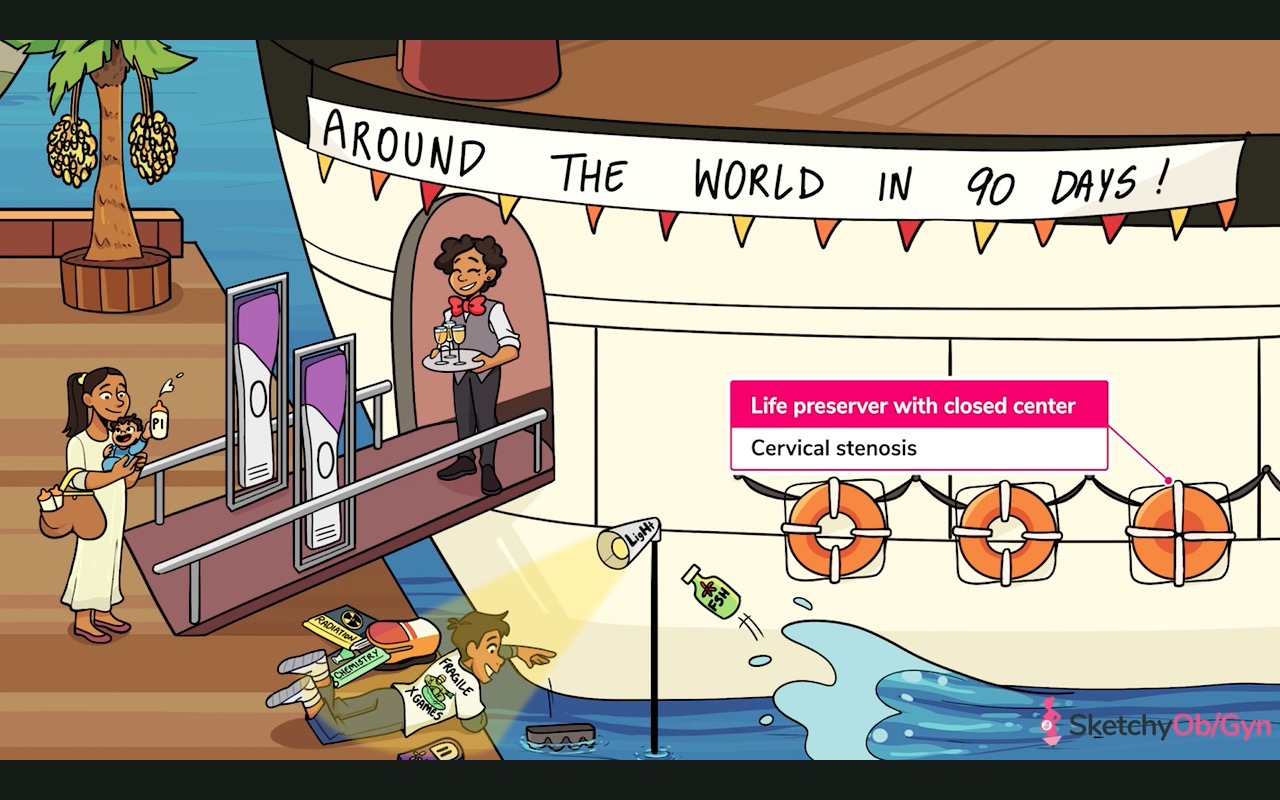 AROUND THE WORLD IN 90 DAYS!
Life preserver with closed center
Cervical stenosis
PI
LIGHT
FSH
RADIATION
CHEMISTRY
FRAGILE
X GAMES
11
SketchyOb/Gyn